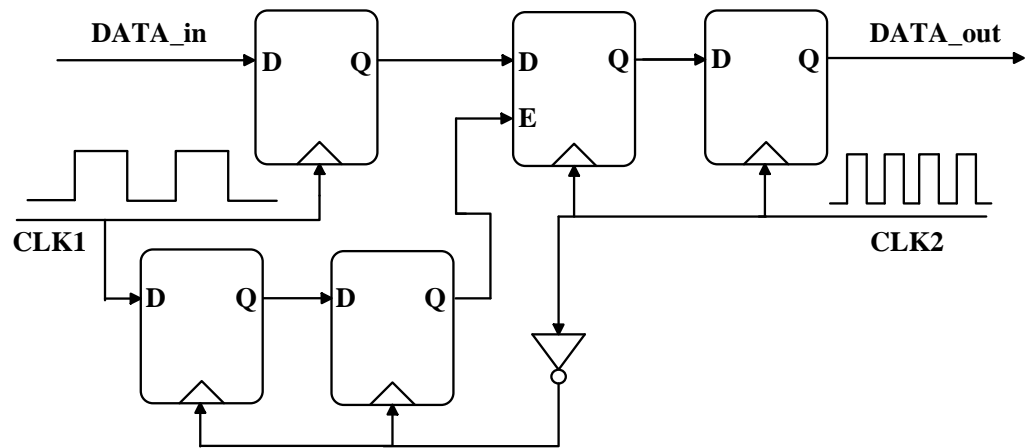 DATA_in
DATA_out
D Q
D Q
E
D Q
CLK1
CLK2
D Q
D Q